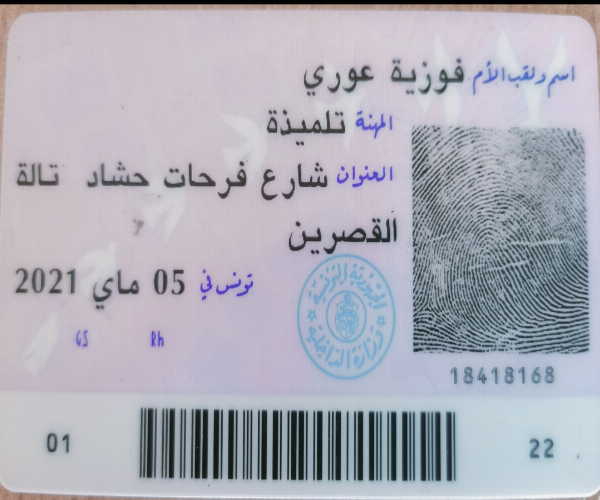 اسم ولقب الأم فوزية عوري
المهنة تلميذة
العنوان شارع فرحات حشاد تالة
القصرين
تونس في 05 ماي 2021
GS Rh
الجمهورية التونسية
وزارة الداخلية
18418168
01 22